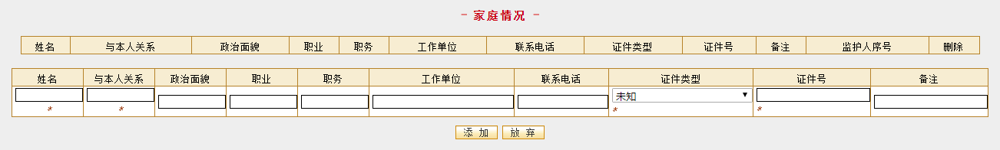 - 家庭情况 -
姓名 与本人关系 政治面貌 职业 职务 工作单位 联系电话 证件类型 证件号 备注 监护人序号 删除
姓名 与本人关系 政治面貌 职业 职务 工作单位 联系电话 证件类型 证件号 备注
未知
* * * *
添 加 放 弃